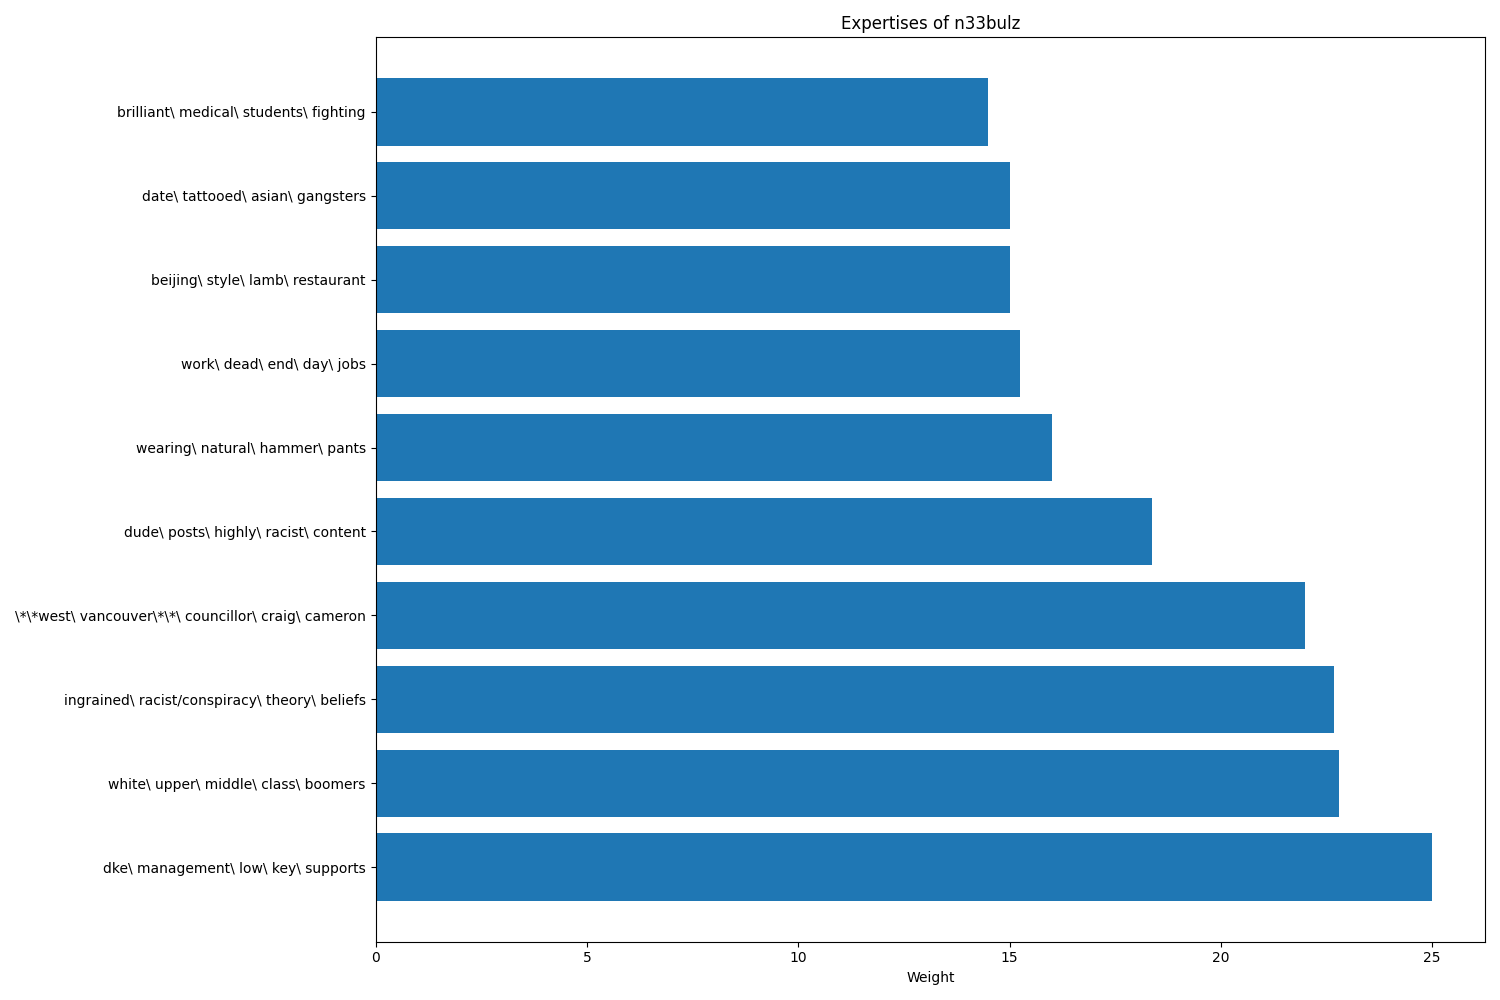 Expertises of n33bulz
brilliant\ medical\ students\ fighting
date\ tattooed\ asian\ gangsters
beijing\ style\ lamb\ restaurant
work\ dead\ end\ day\ jobs
wearing\ natural\ hammer\ pants
dude\ posts\ highly\ racist\ content
\*\*west\ vancouver\*\*\ councillor\ craig\ cameron
ingrained\ racist/conspiracy\ theory\ beliefs
white\ upper\ middle\ class\ boomers
dke\ management\ low\ key\ supports
0 5 10 15 20 25
Weight